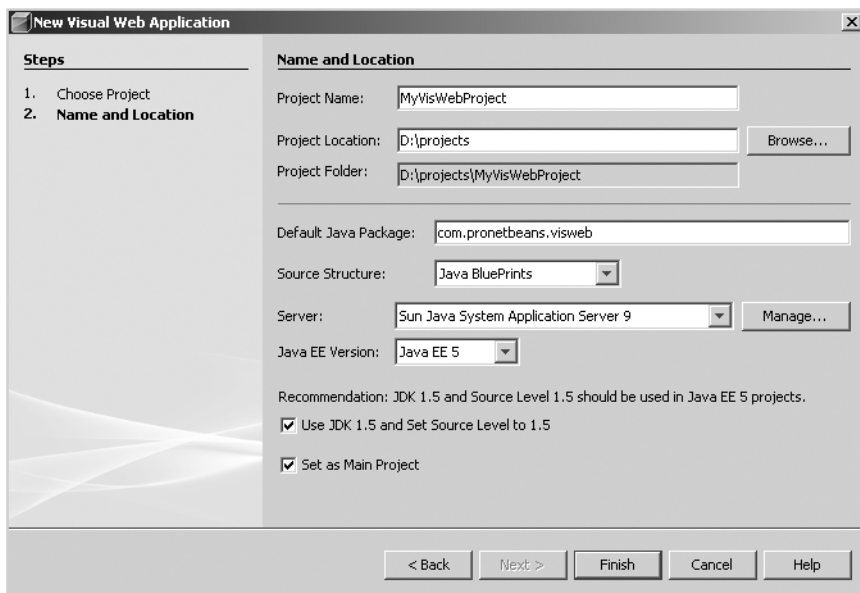 New Visual Web Application
Steps
1. Choose Project
2. Name and Location
Name and Location
Project Name: MyVisWebProject
Project Location: D:\projects Browse...
Project Folder: D:\projects\MyVisWebProject
Default Java Package: com.pronetbeans.visweb
Source Structure: Java BluePrints
Server: Sun Java System Application Server 9 Manage...
Java EE Version: Java EE 5
Recommendation: JDK 1.5 and Source Level 1.5 should be used in Java EE 5 projects.
Use JDK 1.5 and Set Source Level to 1.5
Set as Main Project
< Back Next > Finish Cancel Help